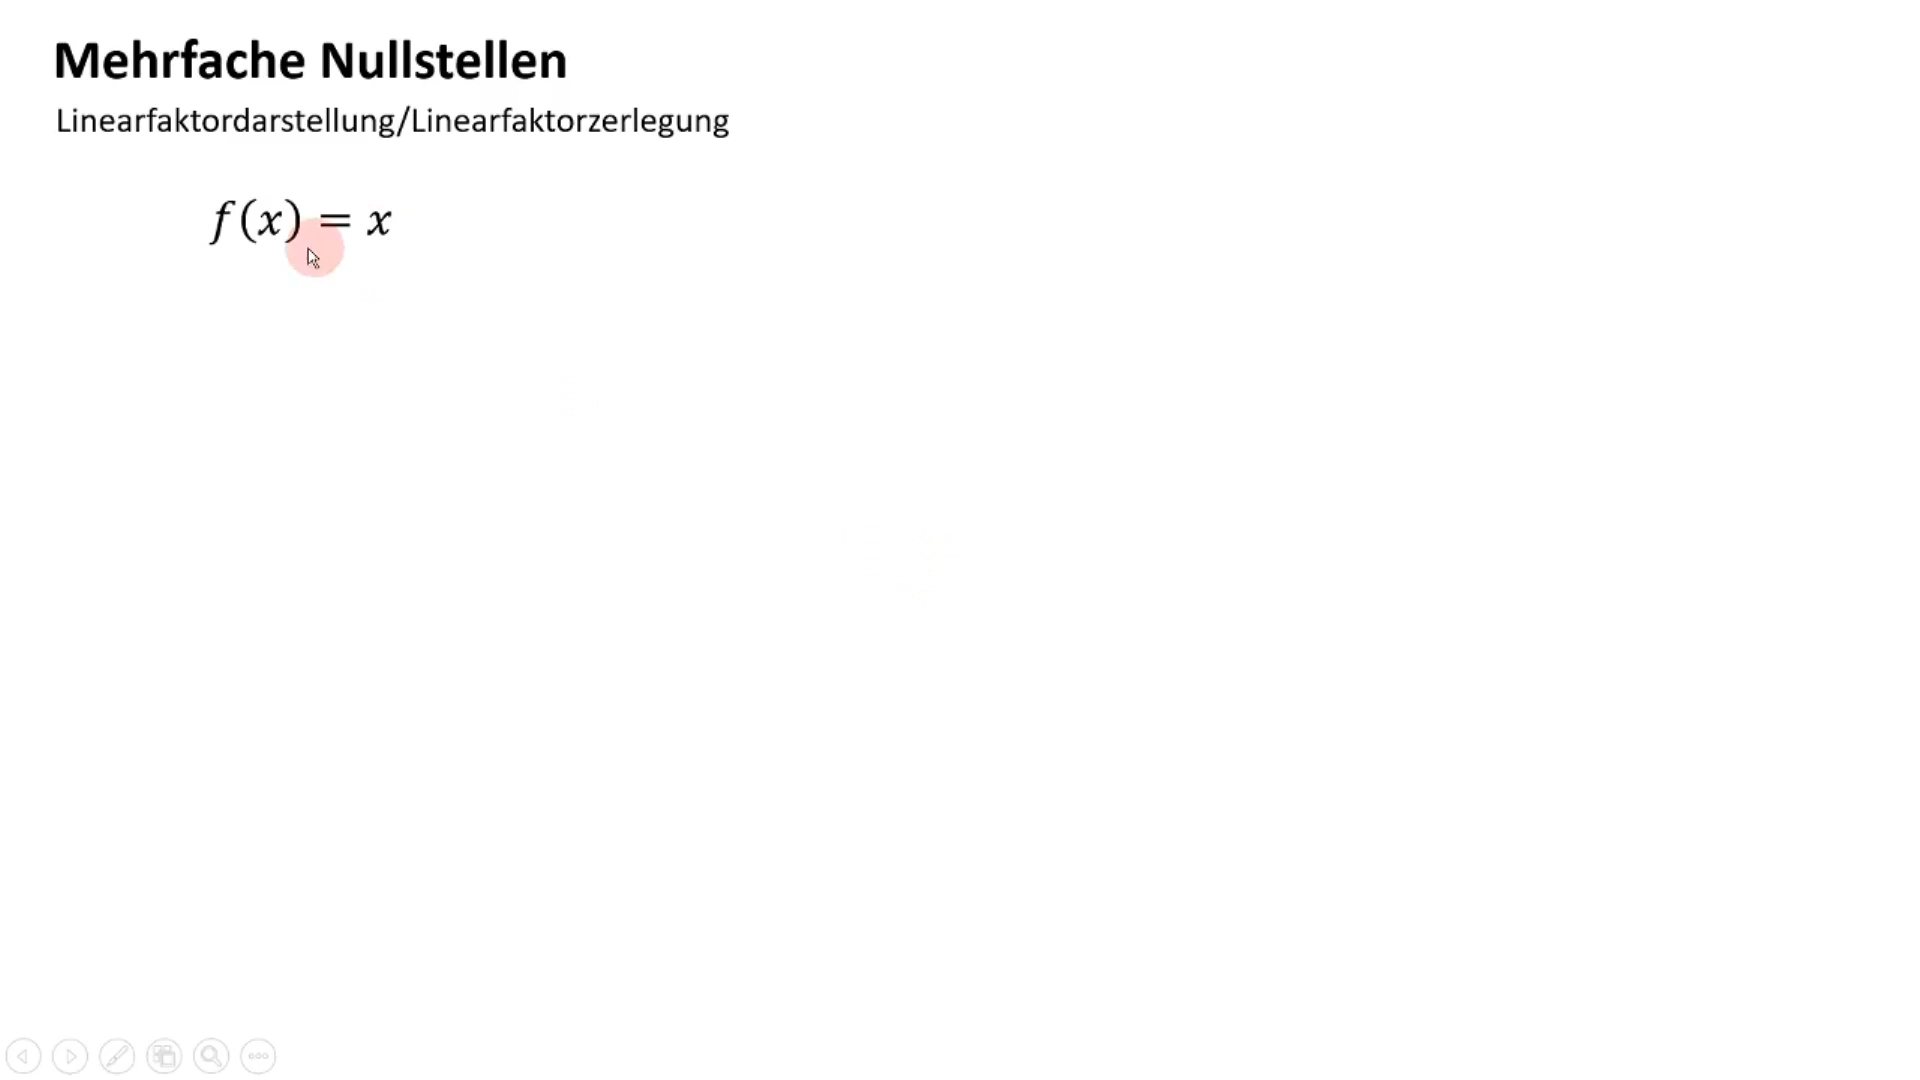 Mehrfache Nullstellen
Linearfaktordarstellung/Linearfaktorzerlegung
f(x) = x